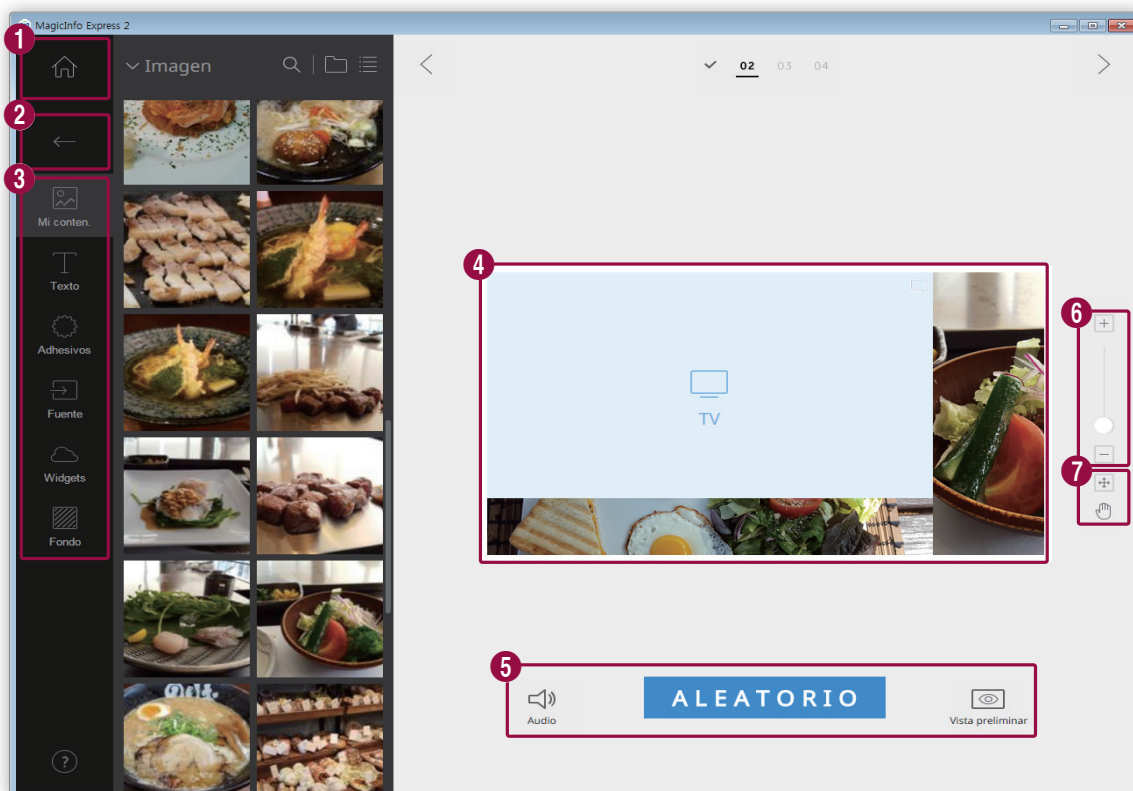 MagicInfo Express 2
1
Imagen
02 03 04
2
3
Mi conten.
Texto
Adhesivos
Fuente
Widgets
Fondo
?
4
TV
6
7
5
Audio
ALEATORIO
Vista preliminar